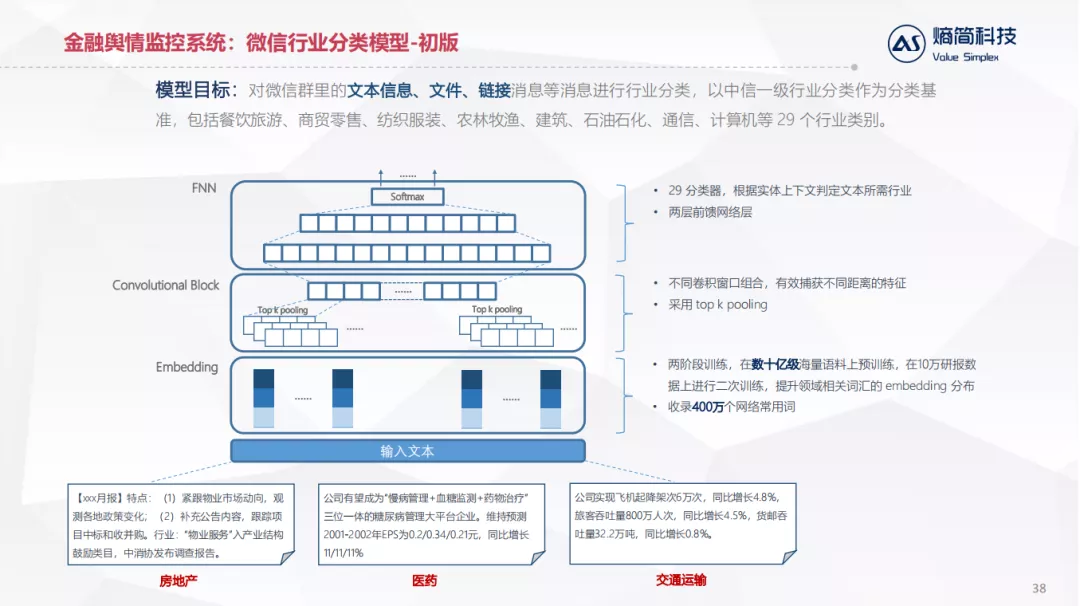 金融舆情监控系统：微信行业分类模型-初版
熵简科技
Value Simplex
模型目标：对微信群里的文本信息、文件、链接消息等消息进行行业分类，以中信一级行业分类作为分类基
准，包括餐饮旅游、商贸零售、纺织服装、农林牧渔、建筑、石油石化、通信、计算机等 29 个行业类别。
FNN
......
Softmax
• 29 分类器，根据实体上下文判定文本所需行业
• 两层前馈网络层
Convolutional Block
......
Top k pooling
......
Top k pooling
......
• 不同卷积窗口组合，有效捕获不同距离的特征
• 采用 top k pooling
Embedding
......
......
• 两阶段训练，在数十亿级海量语料上预训练，在10万研报数
据上进行二次训练，提升领域相关词汇的 embedding 分布
• 收录400万个网络常用词
输入文本
【xxx月报】特点：（1）紧跟物业市场动向，观
测各地政策变化；（2）补充公告内容，跟踪项
目中标和收并购。行业：“物业服务”入产业结构
鼓励类目，中消协发布调查报告。
房地产
公司有望成为“慢病管理+血糖监测+药物治疗”
三位一体的糖尿病管理大平台企业。维持预测
2001-2002年EPS为0.2/0.34/0.21元，同比增长
11/11/11%
医药
公司实现飞机起降架次6万次，同比增长4.8%，
旅客吞吐量800万人次，同比增长4.5%，货邮吞
吐量32.2万吨，同比增长0.8%。
交通运输
38